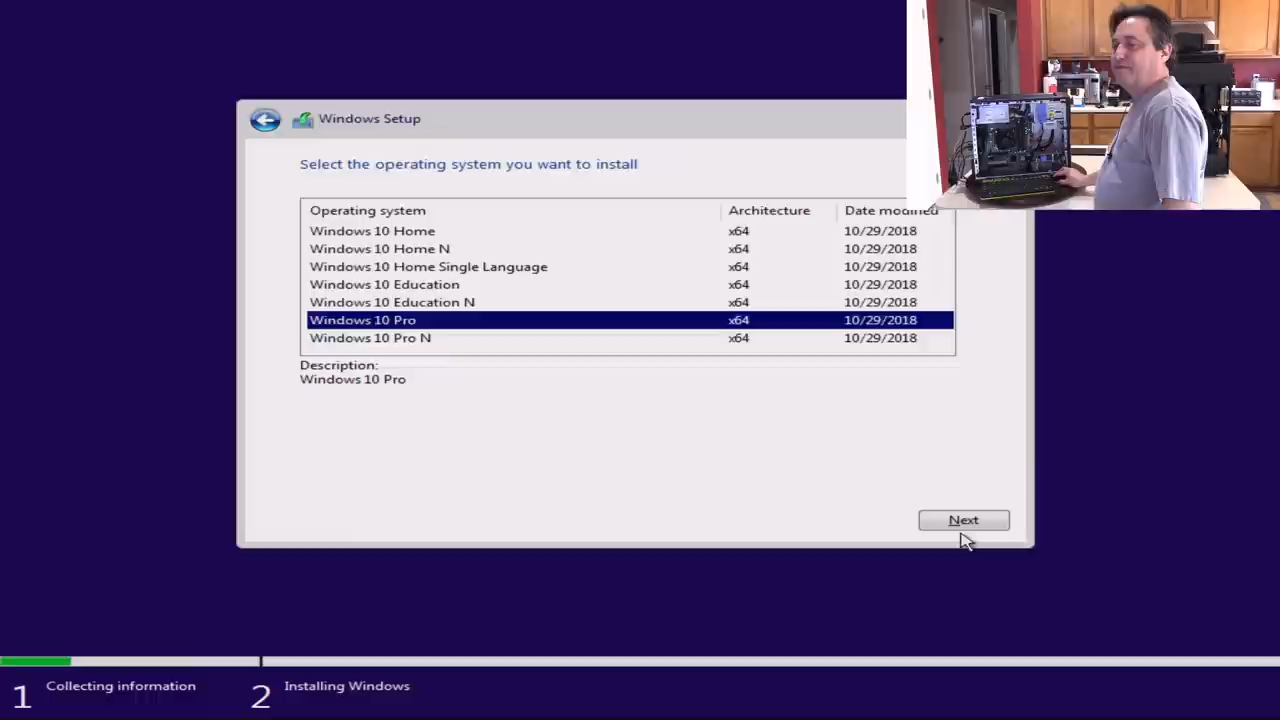 Windows Setup
Select the operating system you want to install
Operating system Architecture Date modified
Windows 10 Home x64 10/29/2018
Windows 10 Home N x64 10/29/2018
Windows 10 Home Single Language x64 10/29/2018
Windows 10 Education x64 10/29/2018
Windows 10 Education N x64 10/29/2018
Windows 10 Pro x64 10/29/2018
Windows 10 Pro N x64 10/29/2018
Description:
Windows 10 Pro
Next
1 Collecting information 2 Installing Windows